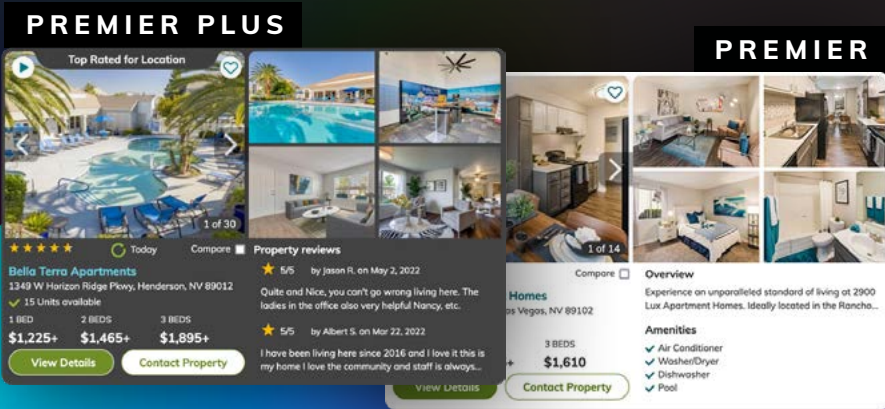 PREMIER PLUS
PREMIER
Top Rated for Location
1 of 30
Today
Compare
Bella Terra Apartments
1349 W Horizon Ridge Pkwy, Henderson, NV 89012
15 Units available
1 BED 2 BEDS 3 BEDS
$1,225+ $1,465+ $1,895+
View Details
Contact Property
Property reviews
5/5 by Jason R. on May 2, 2022
Quite and Nice, you can't go wrong living here. The
ladies in the office also very helpful Nancy, etc.
5/5 by Albert S. on Mar 22, 2022
I have been living here since 2016 and I love it this is
my home I love the community and staff is always...
1 of 14
Compare
Homes
Vegas, NV 89102
3 BEDS
$1,610
View Details
Contact Property
Overview
Experience an unparalleled standard of living at 2900
Lux Apartment Homes. Ideally located in the Rancho...
Amenities
Air Conditioner
Washer/Dryer
Dishwasher
Pool